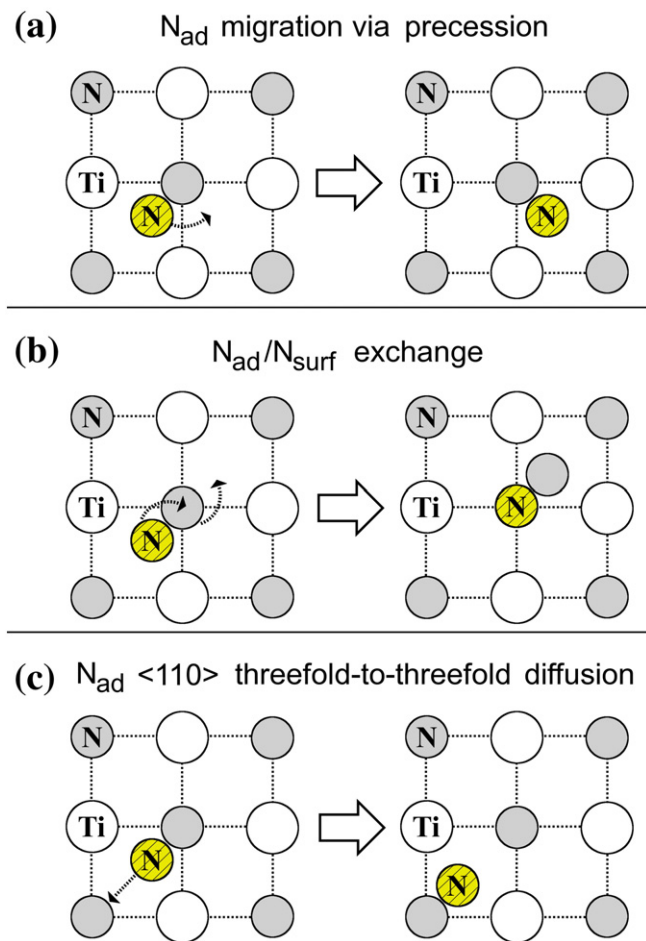 (a) N_ad migration via precession
N N
Ti Ti
N N
(b) N_ad/N_surf exchange
N N
Ti Ti N
N
(c) N_ad <110> threefold-to-threefold diffusion
N N
Ti Ti
N N